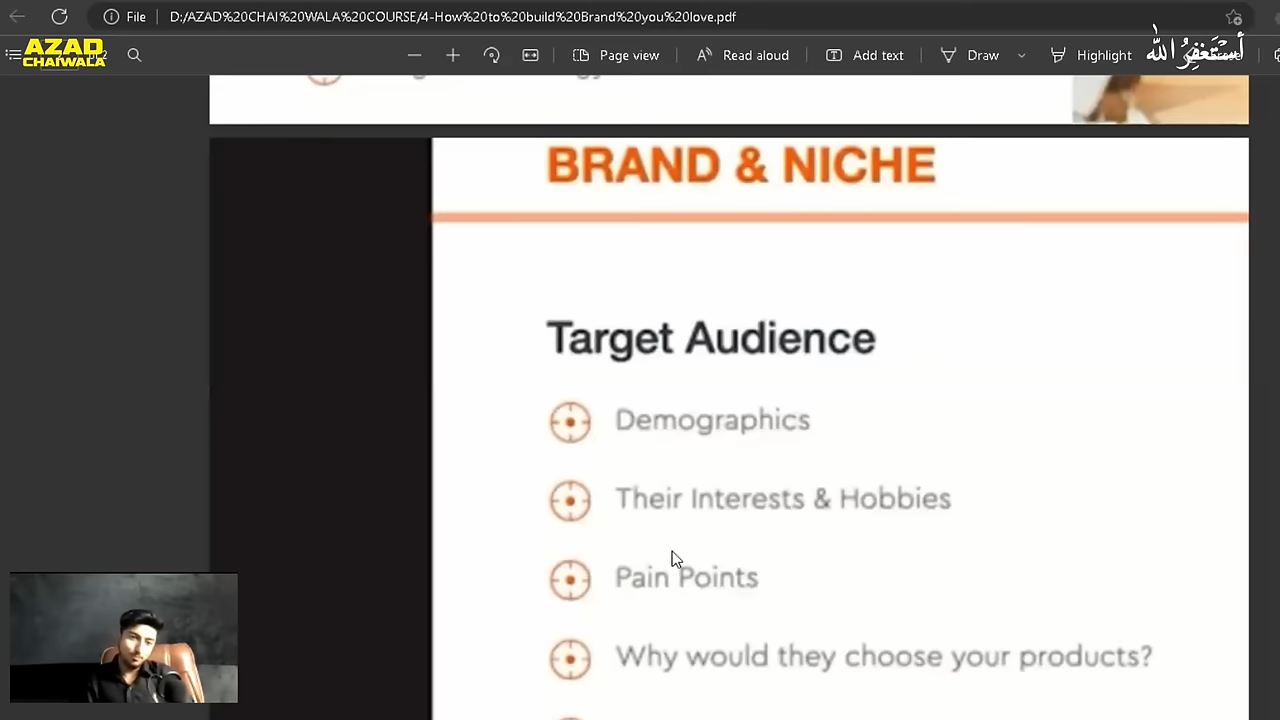 File
D:/AZAD%20CHAI%20WALA%20COURSE/4-How%20to%20build%20Brand%20you%20love.pdf
AZAD
CHAIWALA
Page view
Add text
Draw
Highlight
أستغفر الله
BRAND & NICHE
Target Audience
Demographics
Their Interests & Hobbies
Pain Points
Why would they choose your products?